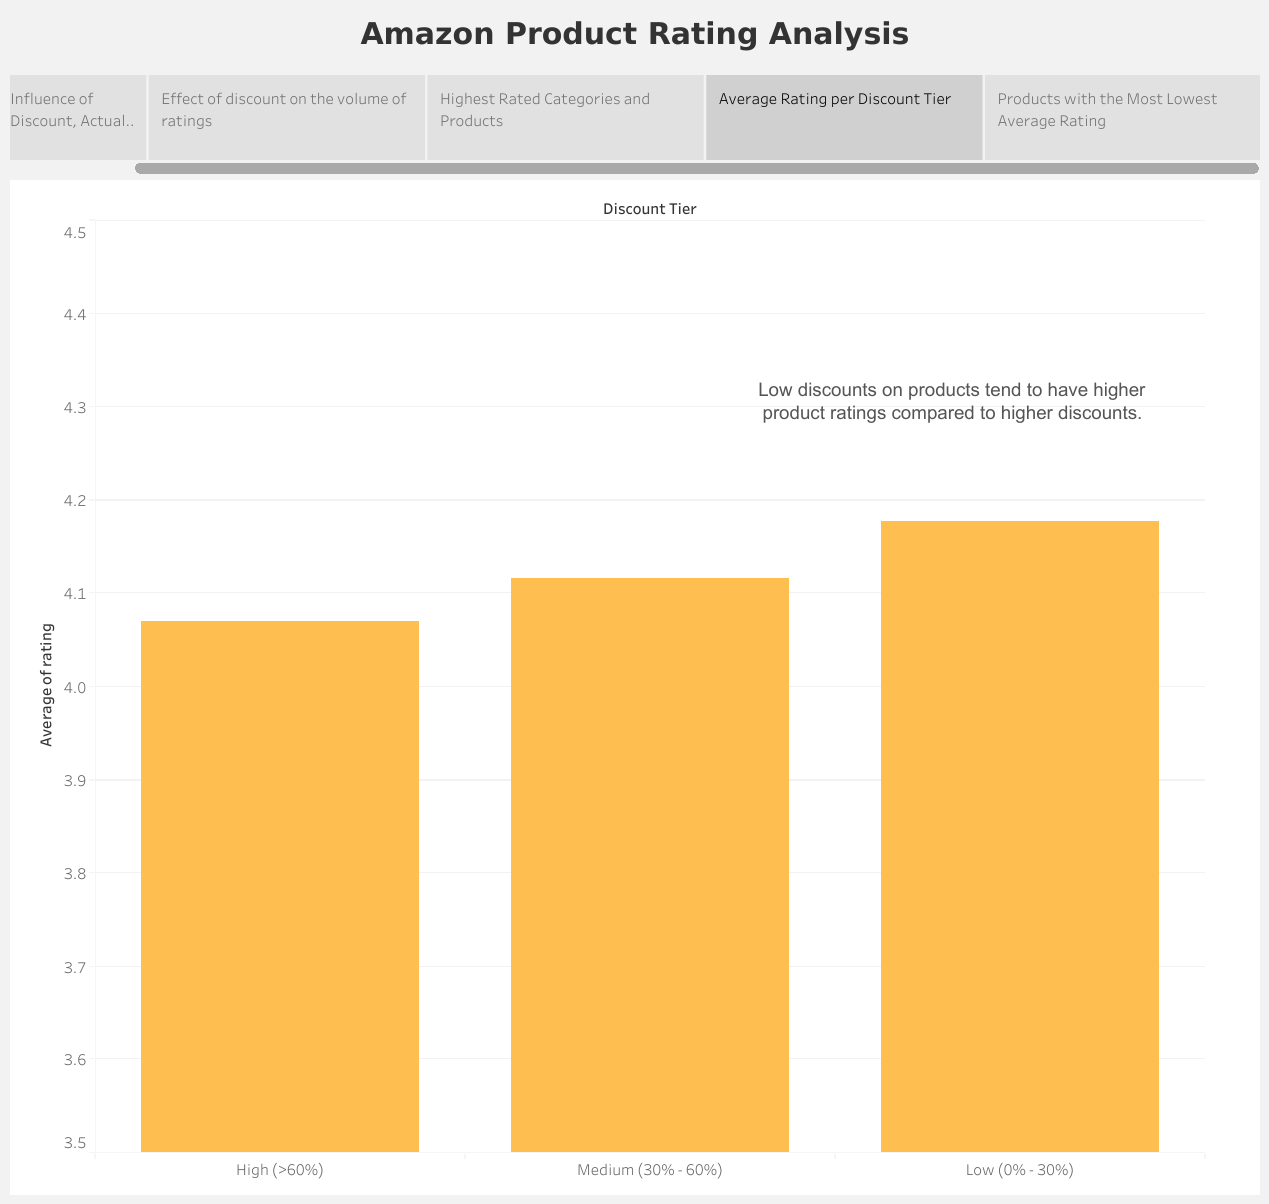 Amazon Product Rating Analysis
Influence of
Discount, Actual..
Effect of discount on the volume of
ratings
Highest Rated Categories and
Products
Average Rating per Discount Tier
Products with the Most Lowest
Average Rating
Discount Tier
4.5
4.4
4.3
4.2
4.1
4.0
3.9
3.8
3.7
3.6
3.5
Average of rating
Low discounts on products tend to have higher
product ratings compared to higher discounts.
High (>60%)
Medium (30% - 60%)
Low (0% - 30%)